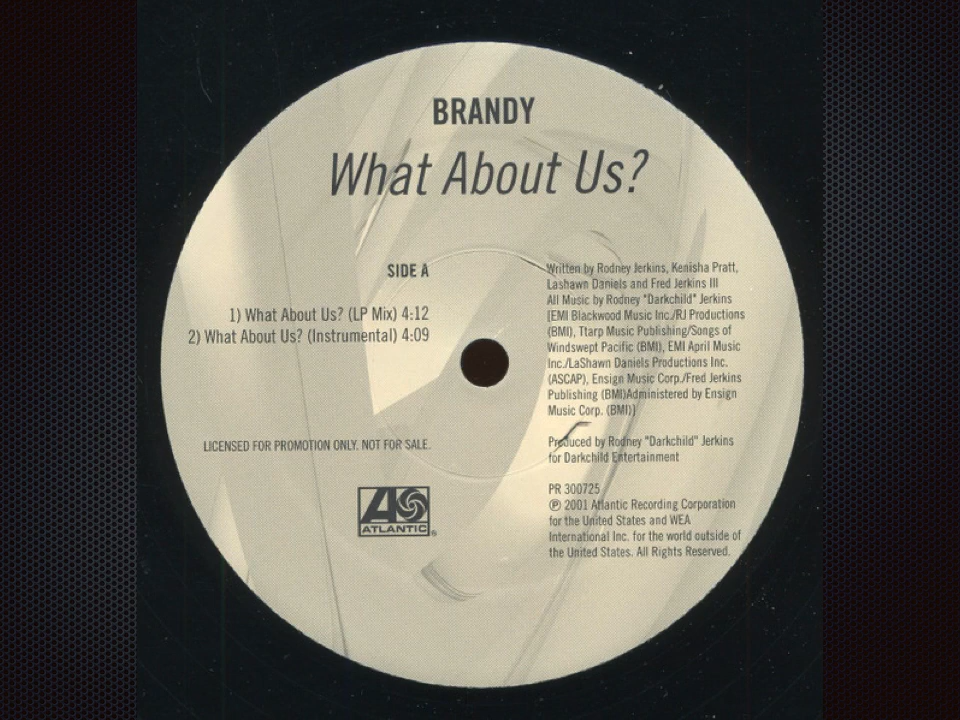 BRANDY
What About Us?
SIDE A
1) What About Us? (LP Mix) 4:12
2) What About Us? (Instrumental) 4:09
LICENSED FOR PROMOTION ONLY. NOT FOR SALE.
ATLANTIC®
Written by Rodney Jerkins, Kenisha Pratt,
Lashawn Daniels and Fred Jerkins III
All Music by Rodney "Darkchild" Jerkins
[EMI Blackwood Music Inc./RJ Productions
(BMI), Ttarp Music Publishing/Songs of
Windswept Pacific (BMI), EMI April Music
Inc./LaShawn Daniels Productions Inc.
(ASCAP), Ensign Music Corp./Fred Jerkins
Publishing (BMI)Administered by Ensign
Music Corp. (BMI)]
Produced by Rodney "Darkchild" Jerkins
for Darkchild Entertainment
PR 300725
℗ 2001 Atlantic Recording Corporation
for the United States and WEA
International Inc. for the world outside of
the United States. All Rights Reserved.